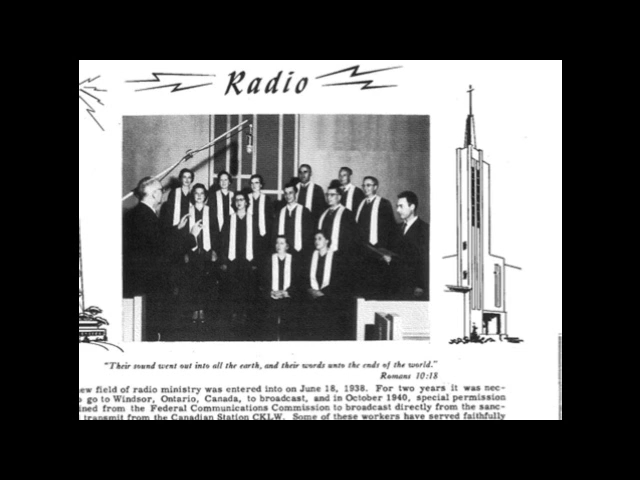 Radio
"Their sound went out into all the earth, and their words unto the ends of the world."
Romans 10:18
ew field of radio ministry was entered into on June 18, 1938. For two years it was nec-
go to Windsor, Ontario, Canada, to broadcast, and in October 1940, special permission
ined from the Federal Communications Commission to broadcast directly from the sanc-
transmit from the Canadian Station CKLW. Some of these workers have served faithfully